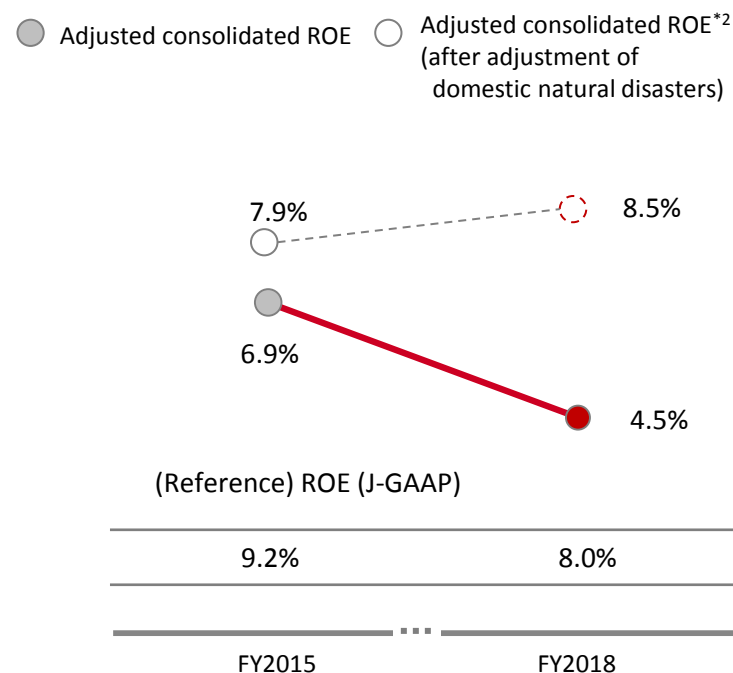 Adjusted consolidated ROE
Adjusted consolidated ROE*2
(after adjustment of
domestic natural disasters)
7.9%
8.5%
6.9%
4.5%
(Reference) ROE (J-GAAP)
9.2% 8.0%
FY2015 FY2018